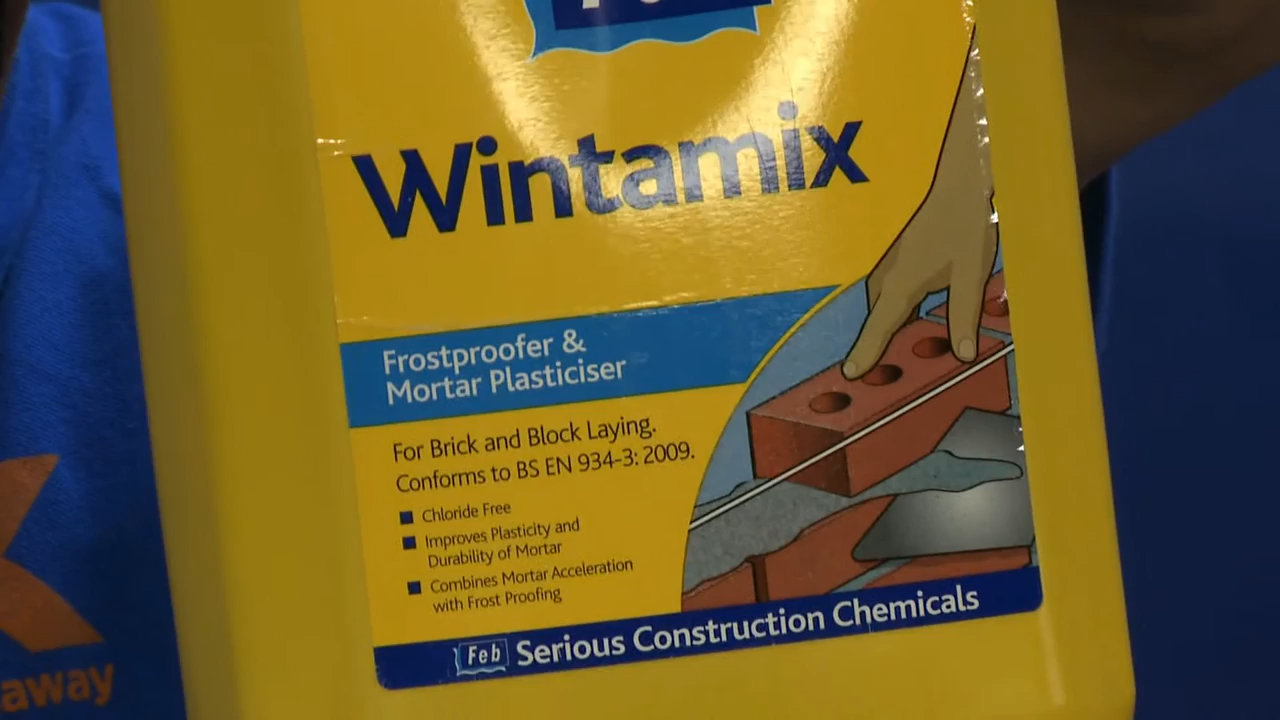 Wintamix
Frostproofer &
Mortar Plasticiser
For Brick and Block Laying.
Conforms to BS EN 934-3: 2009.
Chloride Free
Improves Plasticity and
Durability of Mortar
Combines Mortar Acceleration
with Frost Proofing
Feb Serious Construction Chemicals
away